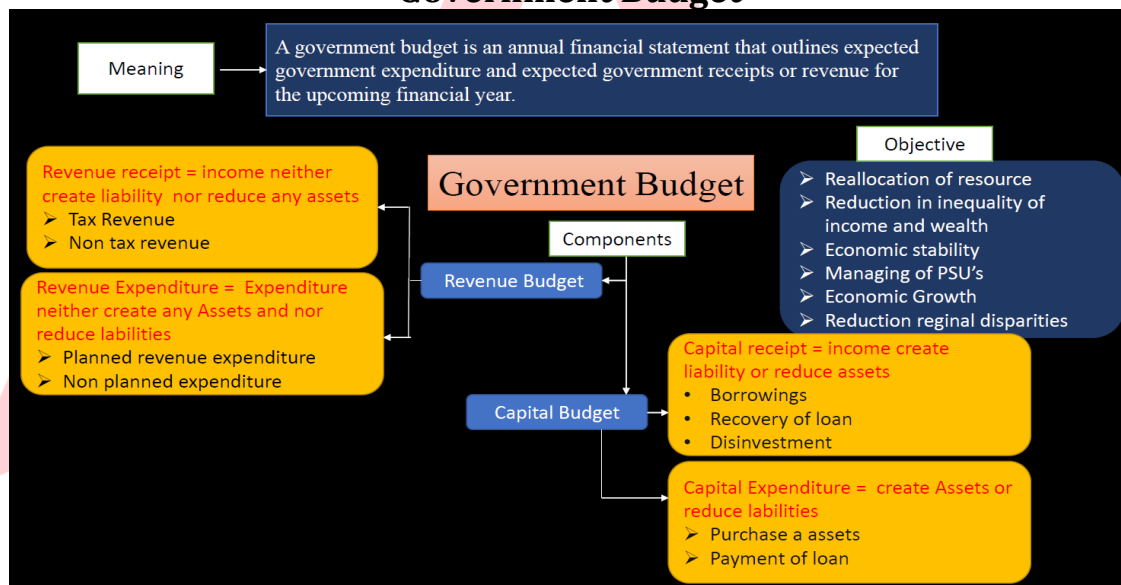 Government Budget
Meaning
A government budget is an annual financial statement that outlines expected
government expenditure and expected government receipts or revenue for
the upcoming financial year.
Objective
➢ Reallocation of resource
➢ Reduction in inequality of
income and wealth
➢ Economic stability
➢ Managing of PSU's
➢ Economic Growth
➢ Reduction reginal disparities
Government Budget
Components
Revenue Budget
Revenue receipt = income neither
create liability nor reduce any assets
➢ Tax Revenue
➢ Non tax revenue
Revenue Expenditure = Expenditure
neither create any Assets and nor
reduce labilities
➢ Planned revenue expenditure
➢ Non planned expenditure
Capital Budget
Capital receipt = income create
liability or reduce assets
• Borrowings
• Recovery of loan
• Disinvestment
Capital Expenditure = create Assets or
reduce labilities
➢ Purchase a assets
➢ Payment of loan